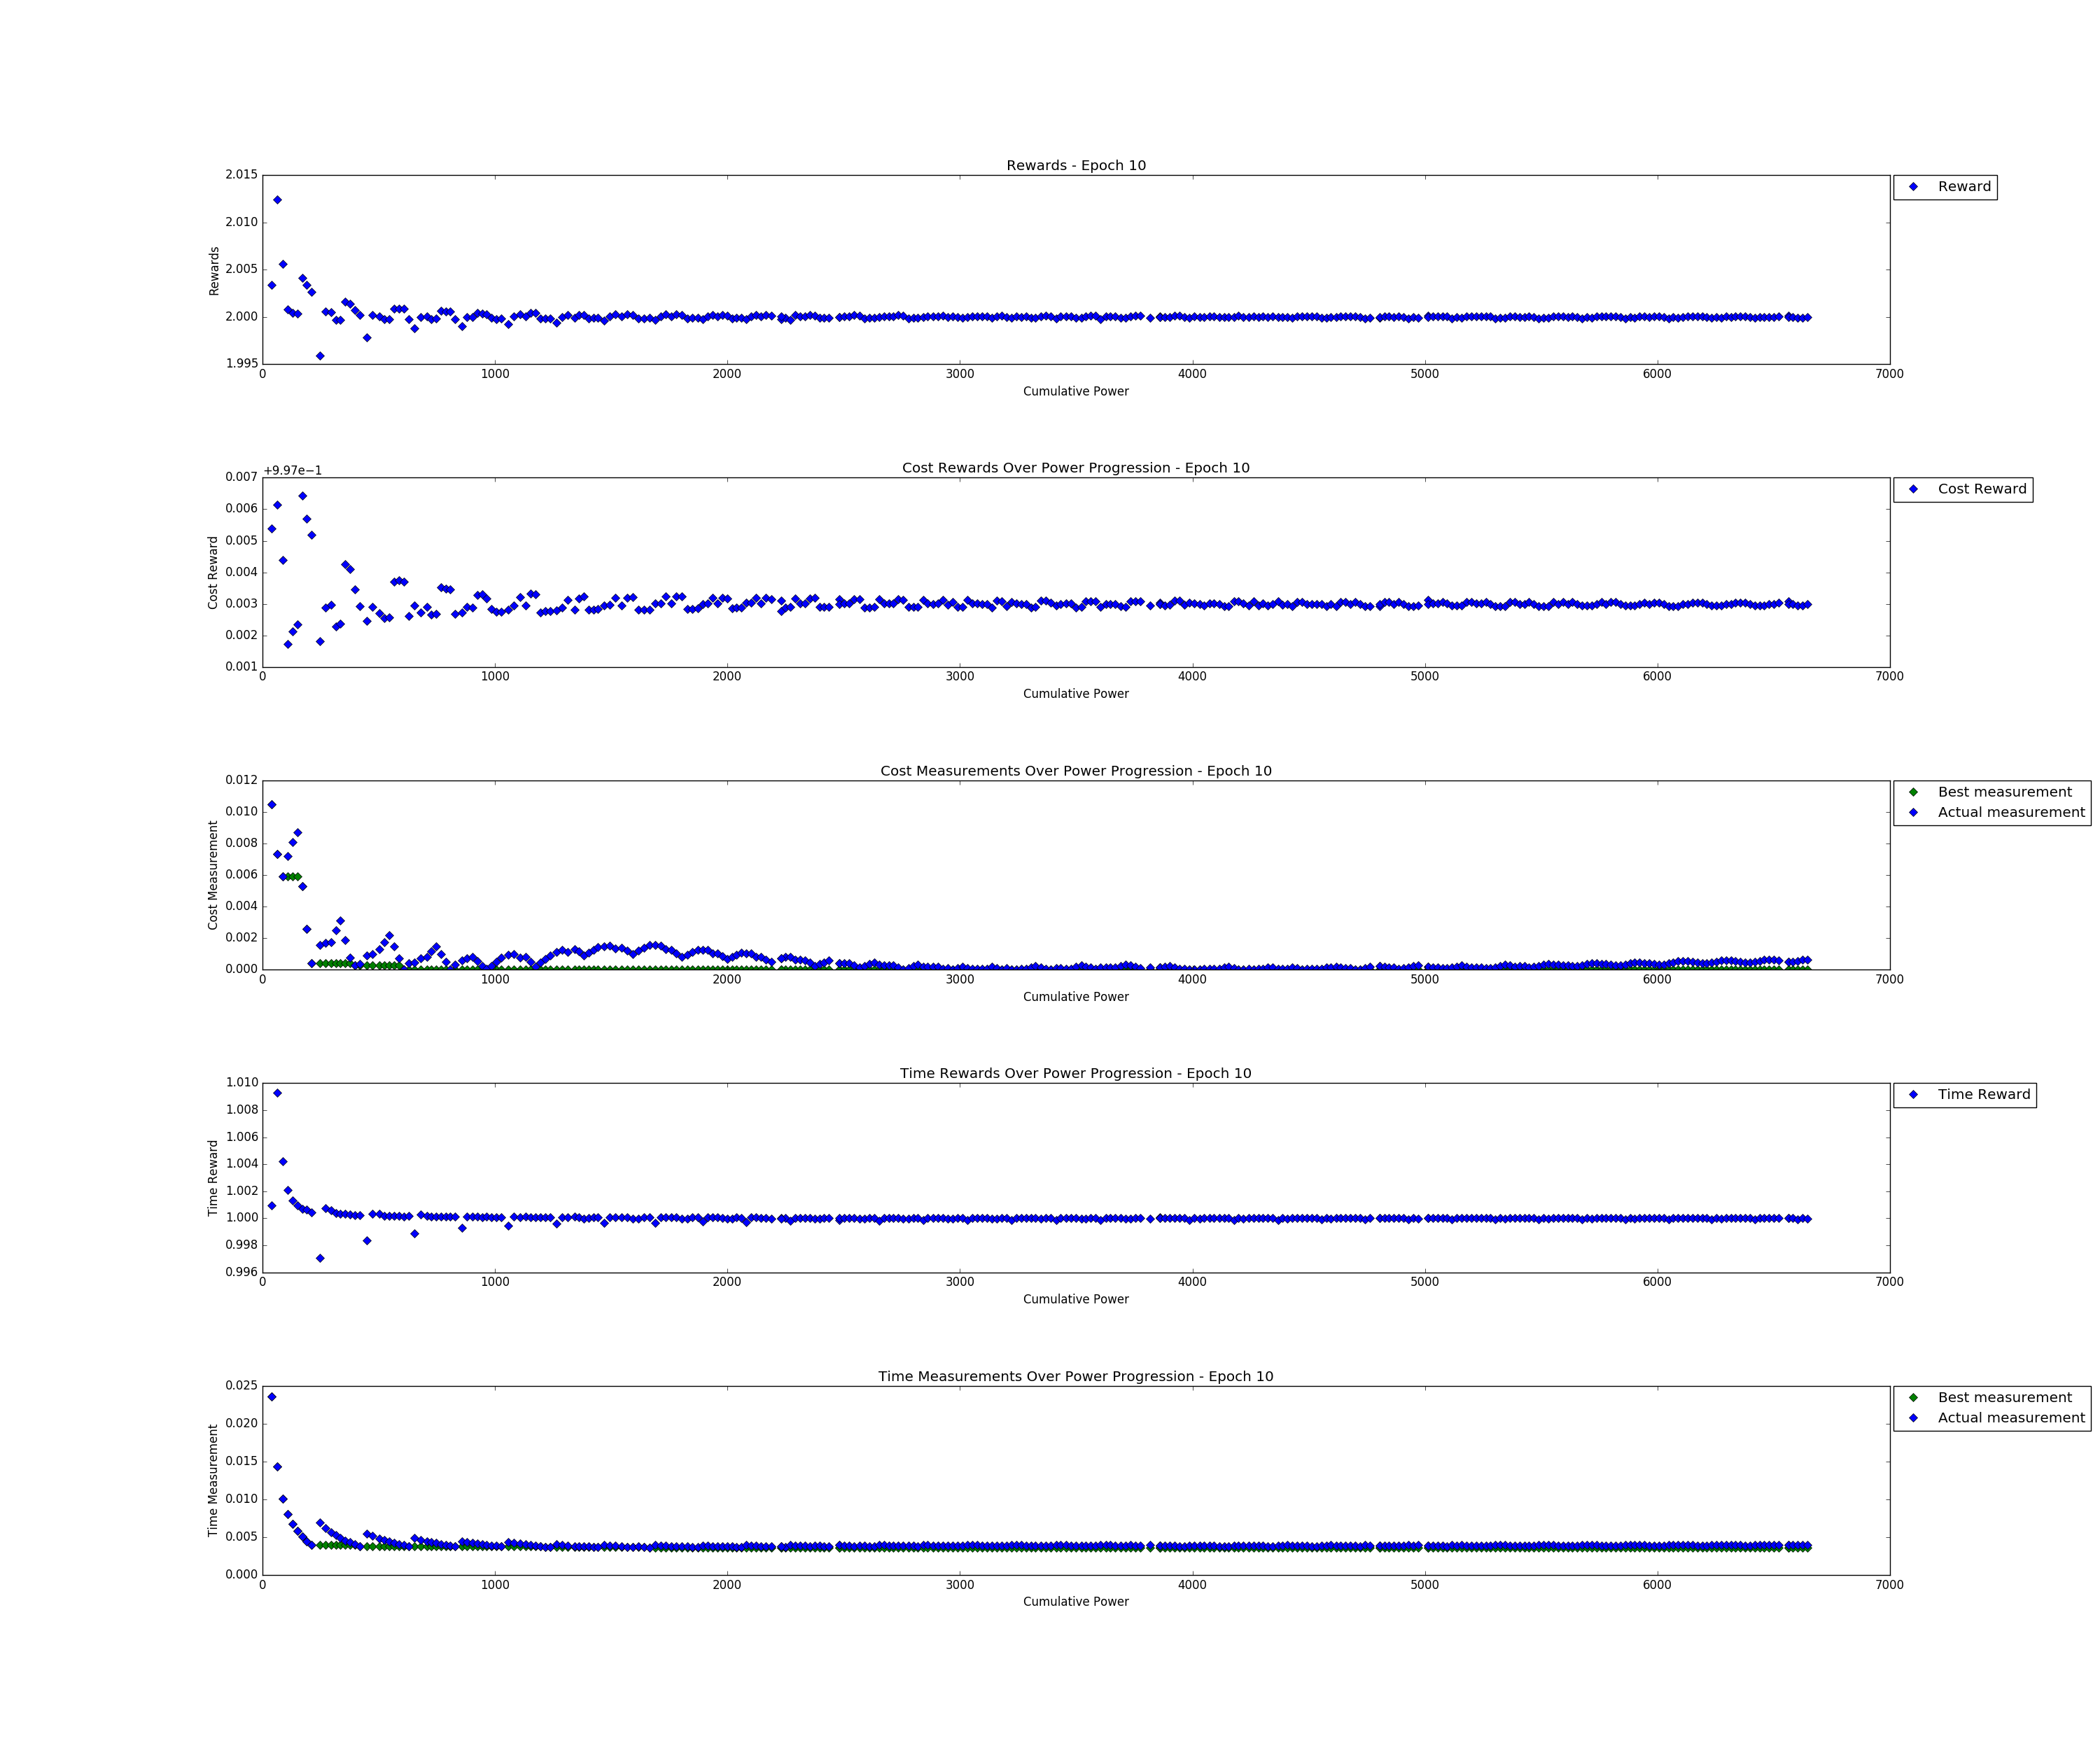 Rewards - Epoch 10
2.015
2.010
2.005
2.000
1.995
Rewards
0 1000 2000 3000 4000 5000 6000 7000
Cumulative Power
Reward
Cost Rewards Over Power Progression - Epoch 10
+9.97e−1
0.007
0.006
0.005
0.004
0.003
0.002
0.001
Cost Reward
0 1000 2000 3000 4000 5000 6000 7000
Cumulative Power
Cost Reward
Cost Measurements Over Power Progression - Epoch 10
0.012
0.010
0.008
0.006
0.004
0.002
0.000
Cost Measurement
0 1000 2000 3000 4000 5000 6000 7000
Cumulative Power
Best measurement
Actual measurement
Time Rewards Over Power Progression - Epoch 10
1.010
1.008
1.006
1.004
1.002
1.000
0.998
0.996
Time Reward
0 1000 2000 3000 4000 5000 6000 7000
Cumulative Power
Time Reward
Time Measurements Over Power Progression - Epoch 10
0.025
0.020
0.015
0.010
0.005
0.000
Time Measurement
0 1000 2000 3000 4000 5000 6000 7000
Cumulative Power
Best measurement
Actual measurement